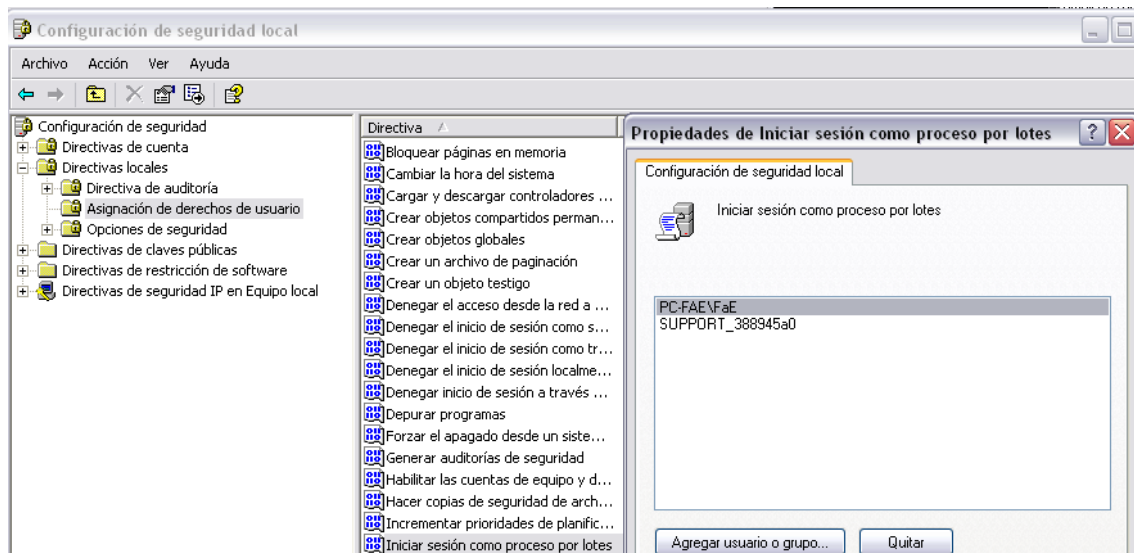 Configuración de seguridad local
Archivo Acción Ver Ayuda
Configuración de seguridad
Directivas de cuenta
Directivas locales
Directiva de auditoría
Asignación de derechos de usuario
Opciones de seguridad
Directivas de claves públicas
Directivas de restricción de software
Directivas de seguridad IP en Equipo local
Directiva
Bloquear páginas en memoria
Cambiar la hora del sistema
Cargar y descargar controladores ...
Crear objetos compartidos perman...
Crear objetos globales
Crear un archivo de paginación
Crear un objeto testigo
Denegar el acceso desde la red a ...
Denegar el inicio de sesión como s...
Denegar el inicio de sesión como tr...
Denegar el inicio de sesión localme...
Denegar inicio de sesión a través ...
Depurar programas
Forzar el apagado desde un siste...
Generar auditorías de seguridad
Habilitar las cuentas de equipo y d...
Hacer copias de seguridad de arch...
Incrementar prioridades de planific...
Iniciar sesión como proceso por lotes
Propiedades de Iniciar sesión como proceso por lotes
Configuración de seguridad local
Iniciar sesión como proceso por lotes
PC-FAE\FaE
SUPPORT_388945a0
Agregar usuario o grupo... Quitar